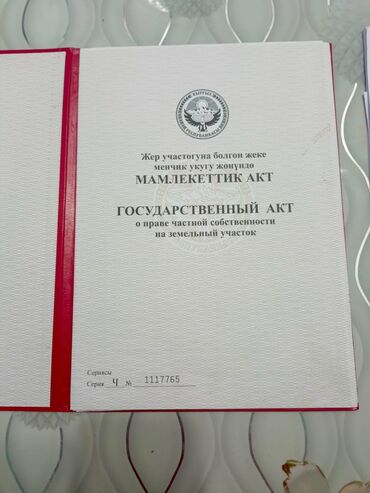 Жер участогуна болгон жеке
менчик укугу жөнүндө
МАМЛЕКЕТТИК АКТ
ГОСУДАРСТВЕННЫЙ АКТ
о праве частной собственности
на земельный участок
Сериясы
Серия Ч № 1117765